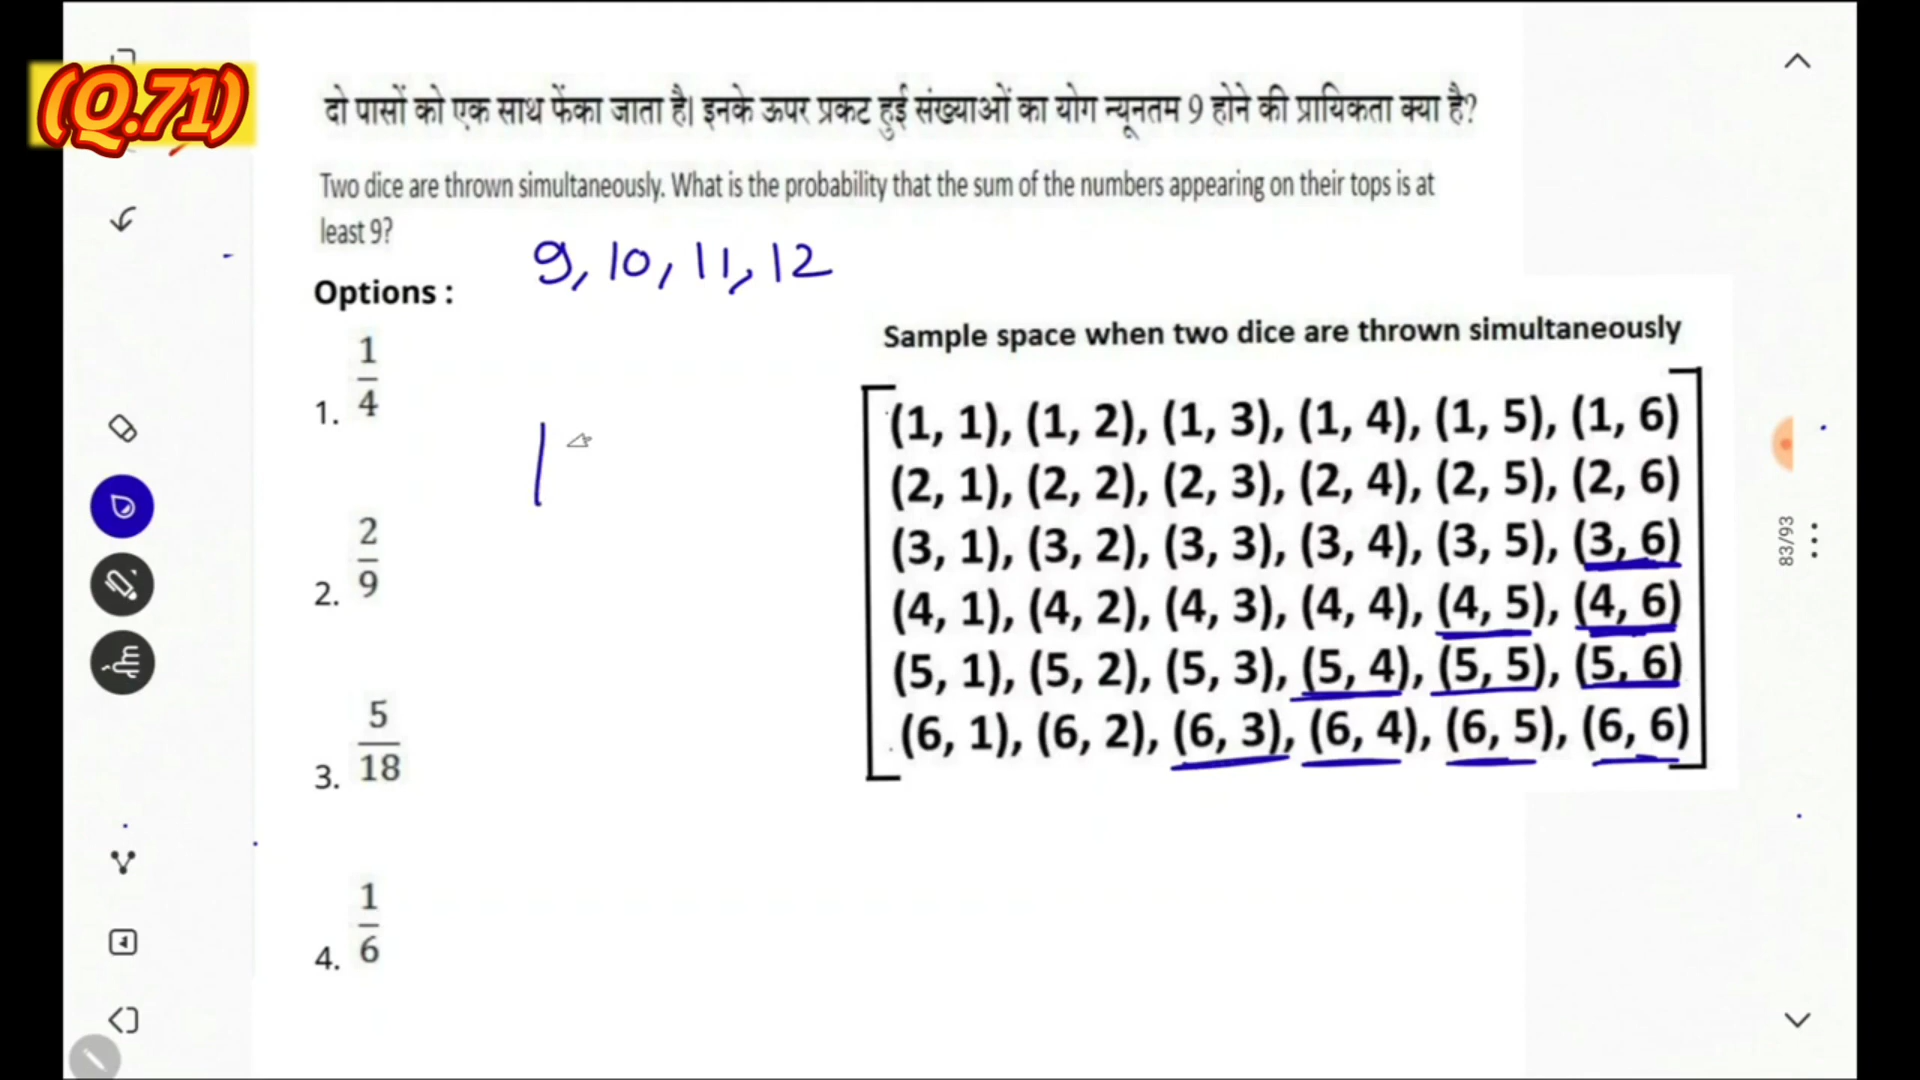 (Q.71)
दो पासों को एक साथ फेंका जाता है। इनके ऊपर प्रकट हुई संख्याओं का योग न्यूनतम 9 होने की प्रायिकता क्या है?
Two dice are thrown simultaneously. What is the probability that the sum of the numbers appearing on their tops is at
least 9?
9, 10, 11, 12
Options :
1. 1/4
2. 2/9
3. 5/18
4. 1/6
1
Sample space when two dice are thrown simultaneously
(1, 1), (1, 2), (1, 3), (1, 4), (1, 5), (1, 6)
(2, 1), (2, 2), (2, 3), (2, 4), (2, 5), (2, 6)
(3, 1), (3, 2), (3, 3), (3, 4), (3, 5), (3, 6)
(4, 1), (4, 2), (4, 3), (4, 4), (4, 5), (4, 6)
(5, 1), (5, 2), (5, 3), (5, 4), (5, 5), (5, 6)
(6, 1), (6, 2), (6, 3), (6, 4), (6, 5), (6, 6)
83/93